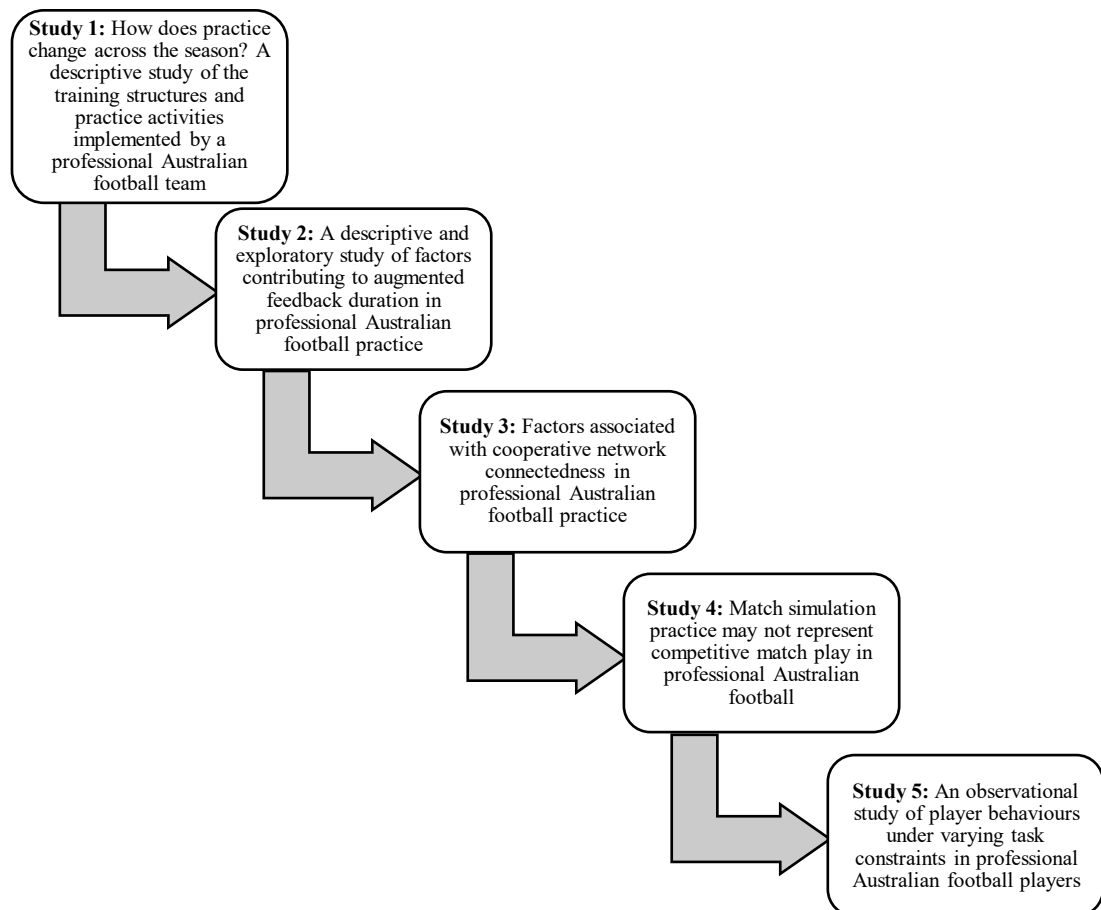 Study 1: How does practice
change across the season? A
descriptive study of the
training structures and
practice activities
implemented by a
professional Australian
football team
Study 2: A descriptive and
exploratory study of factors
contributing to augmented
feedback duration in
professional Australian
football practice
Study 3: Factors associated
with cooperative network
connectedness in
professional Australian
football practice
Study 4: Match simulation
practice may not represent
competitive match play in
professional Australian
football
Study 5: An observational
study of player behaviours
under varying task
constraints in professional
Australian football players